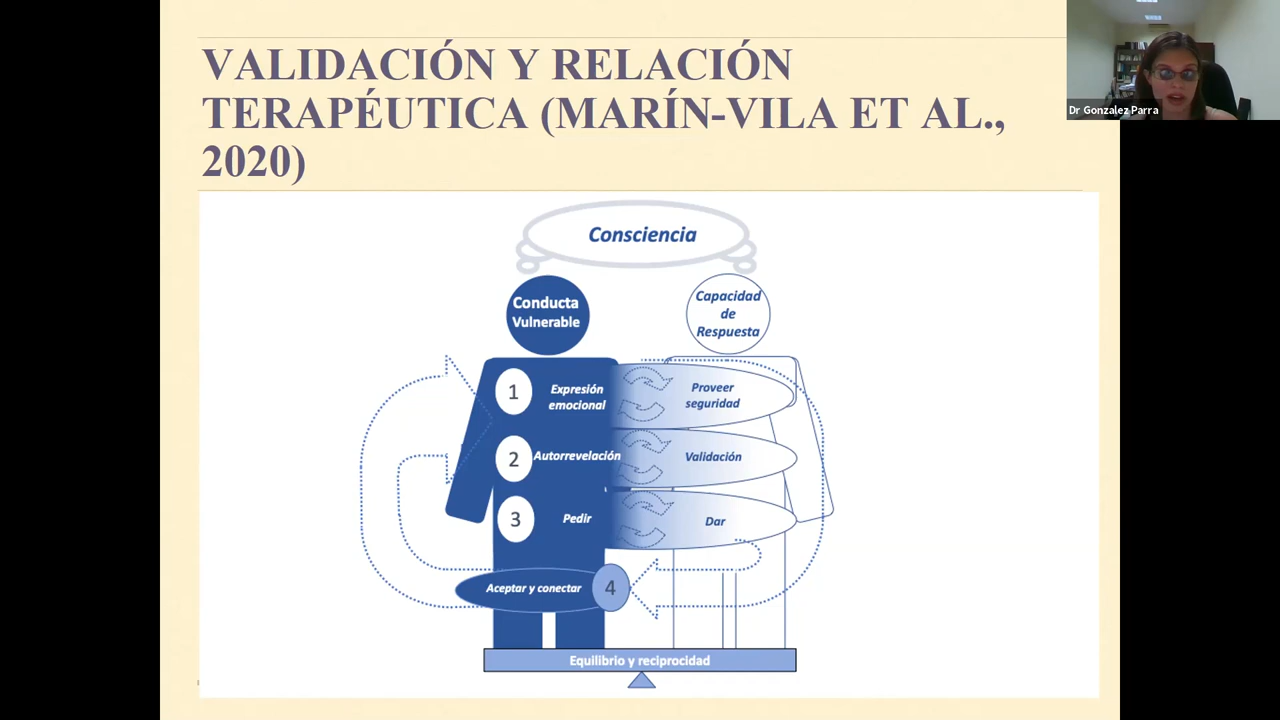 VALIDACIÓN Y RELACIÓN
TERAPÉUTICA (MARÍN-VILA ET AL.,
2020)
Dr Gonzalez Parra
Consciencia
Conducta
Vulnerable
Capacidad
de
Respuesta
1
Expresión
emocional
Proveer
seguridad
2
Autorrevelación
Validación
3
Pedir
Dar
Aceptar y conectar
4
Equilibrio y reciprocidad